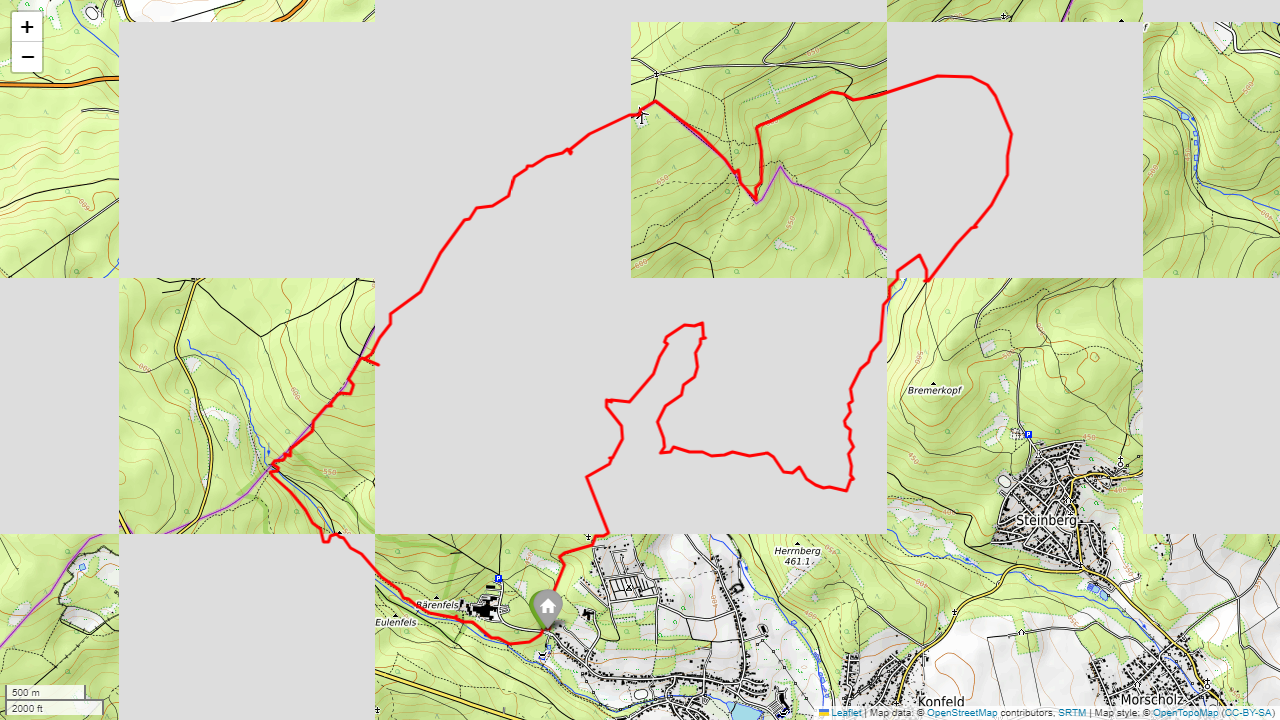 +
−
Bremerkopf
P
Steinberg
Herrnberg
461.1
P
Bärenfels
Eulenfels
Konfeld
Morscholz
500 m
2000 ft
Leaflet | Map data: © OpenStreetMap contributors, SRTM | Map style: © OpenTopoMap (CC-BY-SA)